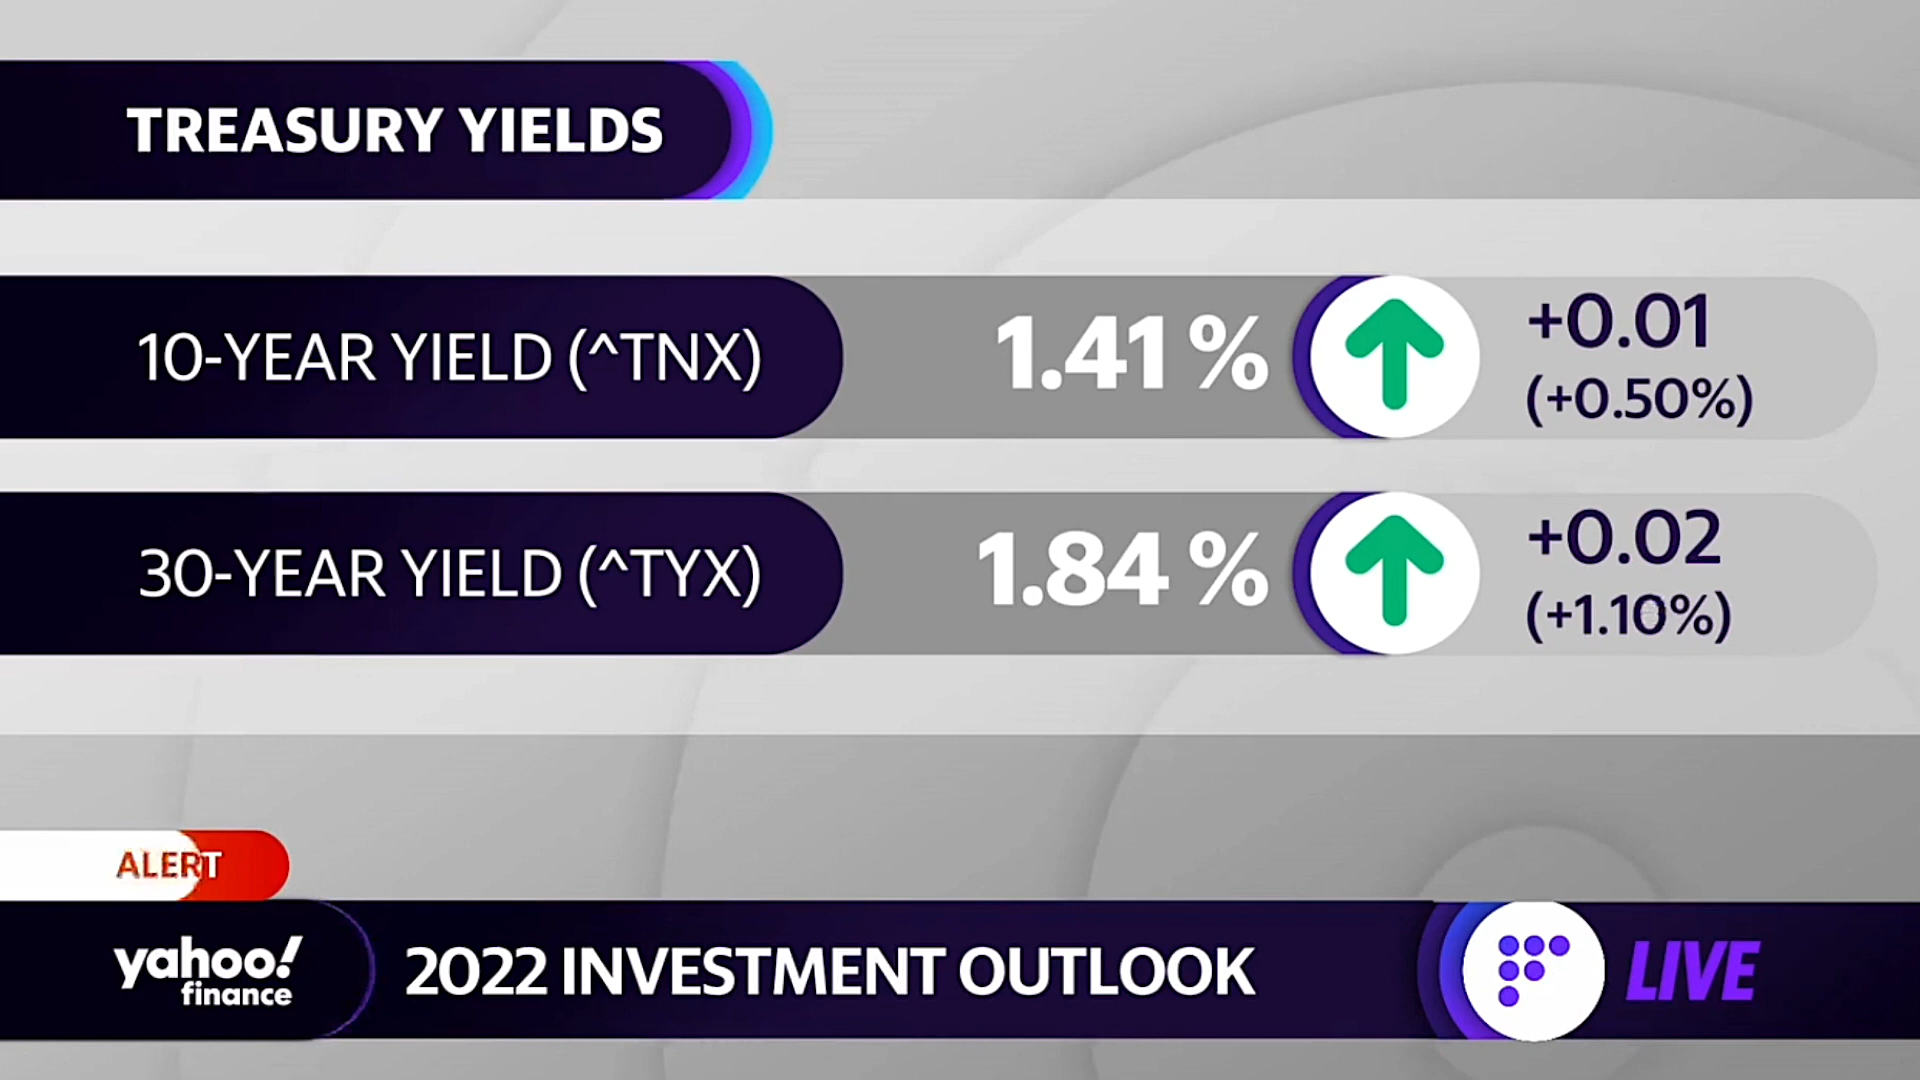 TREASURY YIELDS
10-YEAR YIELD (^TNX) 1.41 % +0.01
(+0.50%)
30-YEAR YIELD (^TYX) 1.84 % +0.02
(+1.10%)
ALERT
yahoo!
finance
2022 INVESTMENT OUTLOOK
LIVE